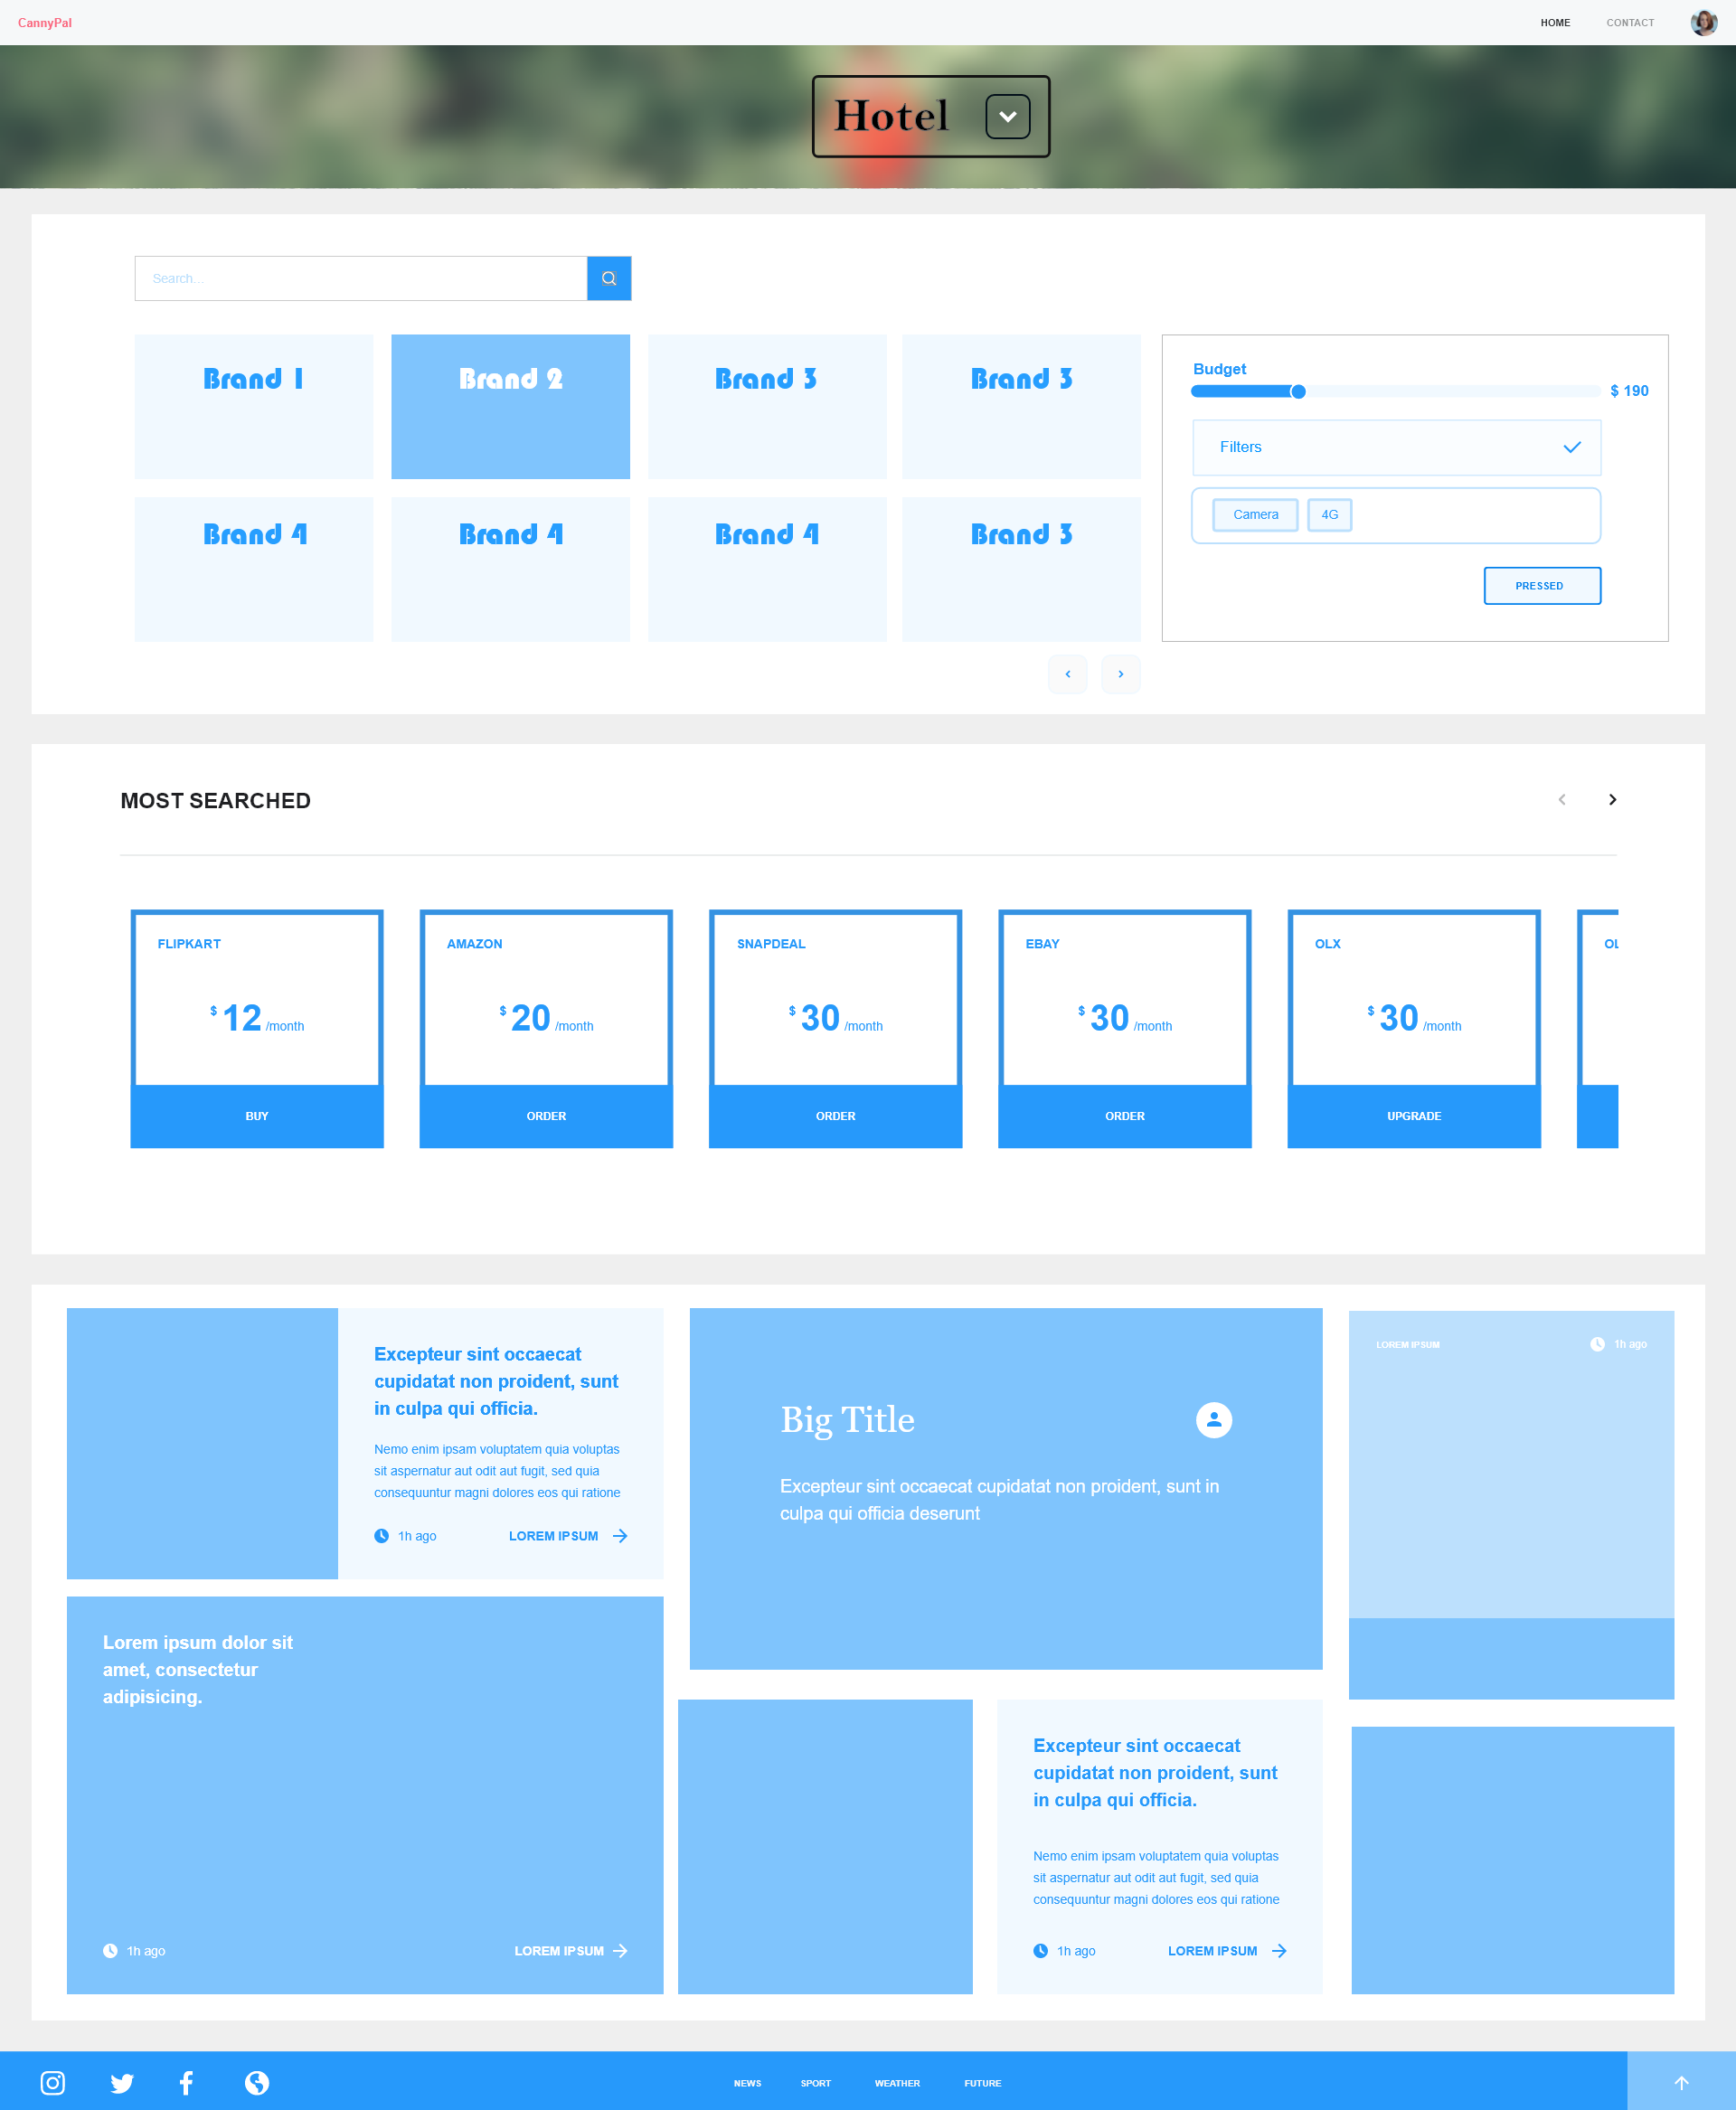 CannyPal
HOME
CONTACT
Hotel
Search...
Brand 1
Brand 2
Brand 3
Brand 3
Brand 4
Brand 4
Brand 4
Brand 3
Budget
$ 190
Filters
Camera
4G
PRESSED
MOST SEARCHED
FLIPKART
$ 12 /month
BUY
AMAZON
$ 20 /month
ORDER
SNAPDEAL
$ 30 /month
ORDER
EBAY
$ 30 /month
ORDER
OLX
$ 30 /month
UPGRADE
Excepteur sint occaecat
cupidatat non proident, sunt
in culpa qui officia.
Nemo enim ipsam voluptatem quia voluptas
sit aspernatur aut odit aut fugit, sed quia
consequuntur magni dolores eos qui ratione
1h ago
LOREM IPSUM
Big Title
Excepteur sint occaecat cupidatat non proident, sunt in
culpa qui officia deserunt
LOREM IPSUM
1h ago
Lorem ipsum dolor sit
amet, consectetur
adipisicing.
1h ago
LOREM IPSUM
Excepteur sint occaecat
cupidatat non proident, sunt
in culpa qui officia.
Nemo enim ipsam voluptatem quia voluptas
sit aspernatur aut odit aut fugit, sed quia
consequuntur magni dolores eos qui ratione
1h ago
LOREM IPSUM
NEWS
SPORT
WEATHER
FUTURE